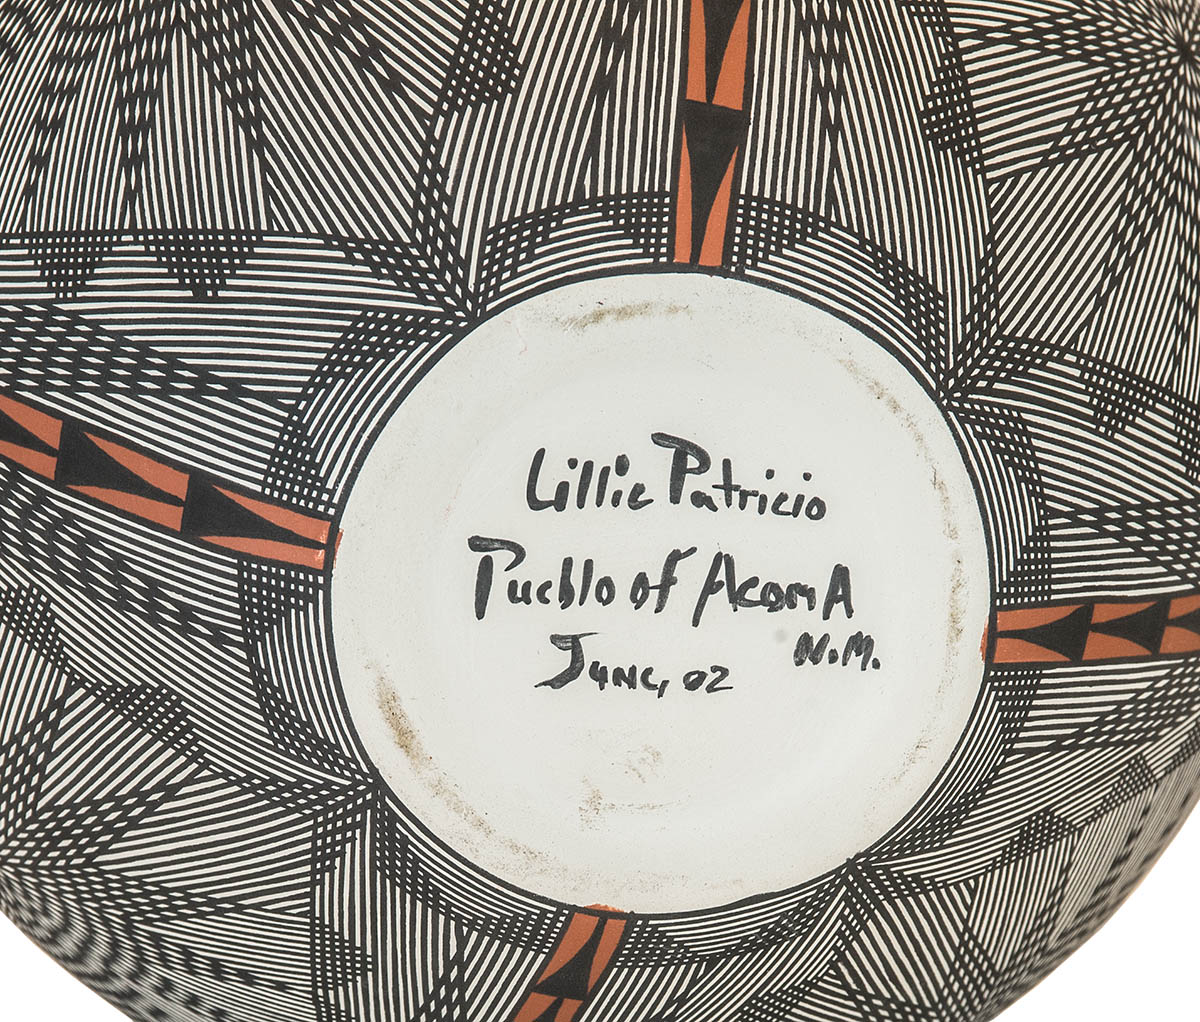 Lillie Patricio
Pueblo of AcomA
June, 02 N.M.